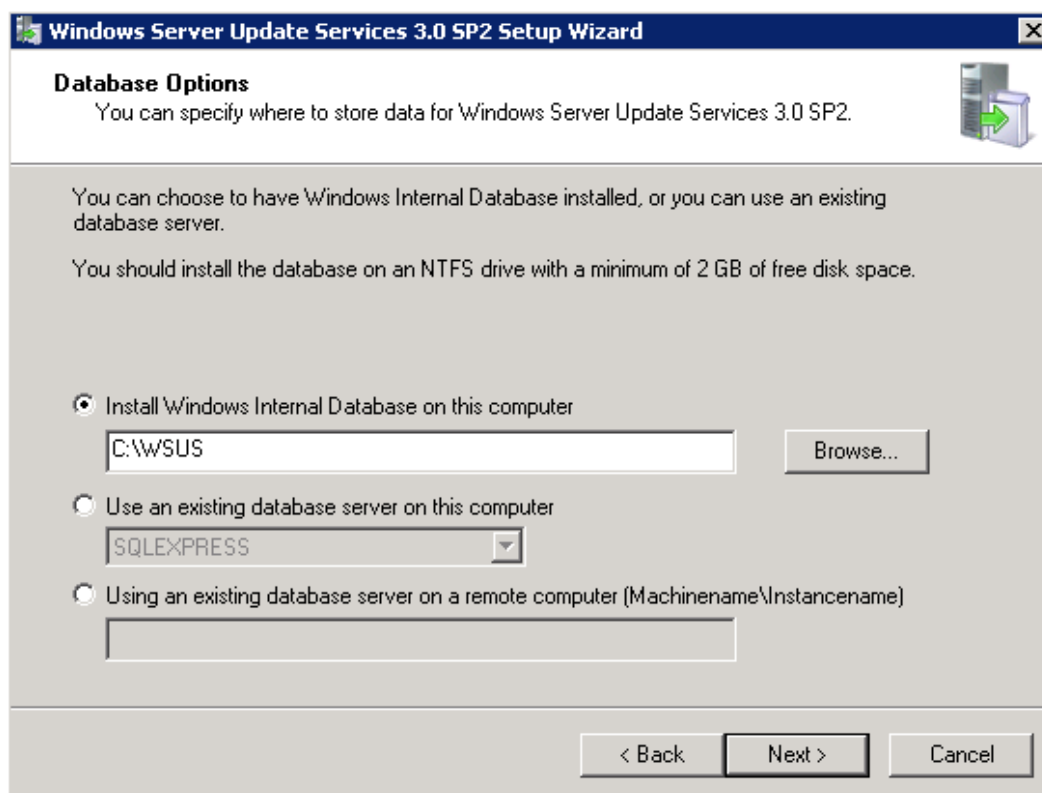 Windows Server Update Services 3.0 SP2 Setup Wizard
Database Options
You can specify where to store data for Windows Server Update Services 3.0 SP2.
You can choose to have Windows Internal Database installed, or you can use an existing
database server.
You should install the database on an NTFS drive with a minimum of 2 GB of free disk space.
Install Windows Internal Database on this computer
C:\WSUS
Browse...
Use an existing database server on this computer
SQLEXPRESS
Using an existing database server on a remote computer (Machinename\Instancename)
< Back
Next >
Cancel